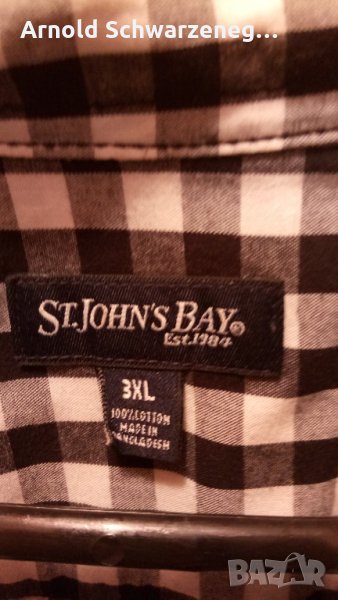 Arnold Schwarzeneg...
ST. JOHN'S BAY®
Est.1984
3XL
100% COTTON
MADE IN
BANGLADESH
BAZAR